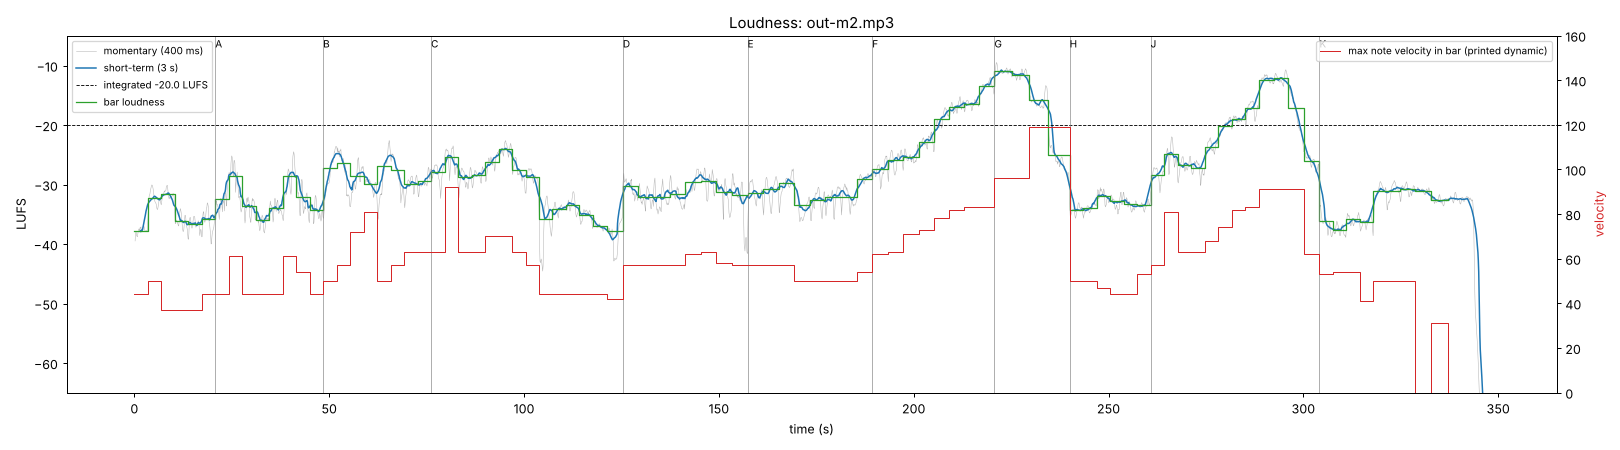 Loudness: out-m2.mp3
momentary (400 ms)
short-term (3 s)
integrated -20.0 LUFS
bar loudness
max note velocity in bar (printed dynamic)
A B C D E F G H J
−10
−20
−30
−40
−50
−60
LUFS
160
140
120
100
80
60
40
20
0
velocity
0 50 100 150 200 250 300 350
time (s)